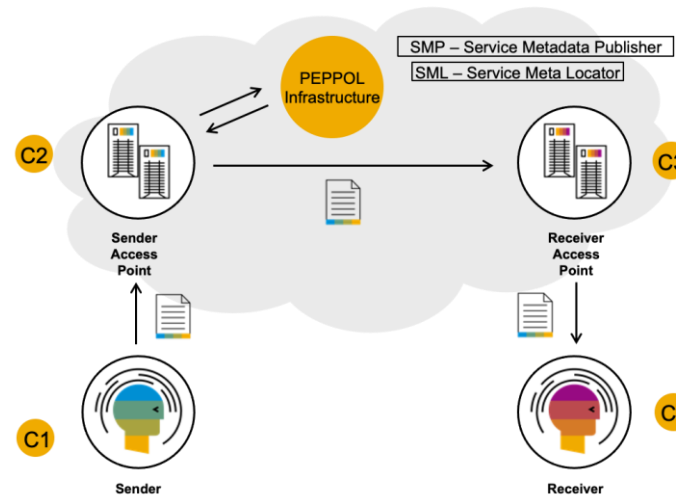 SMP – Service Metadata Publisher
SML – Service Meta Locator
PEPPOL
Infrastructure
C2
C3
Sender
Access
Point
Receiver
Access
Point
C1
C
Sender
Receiver